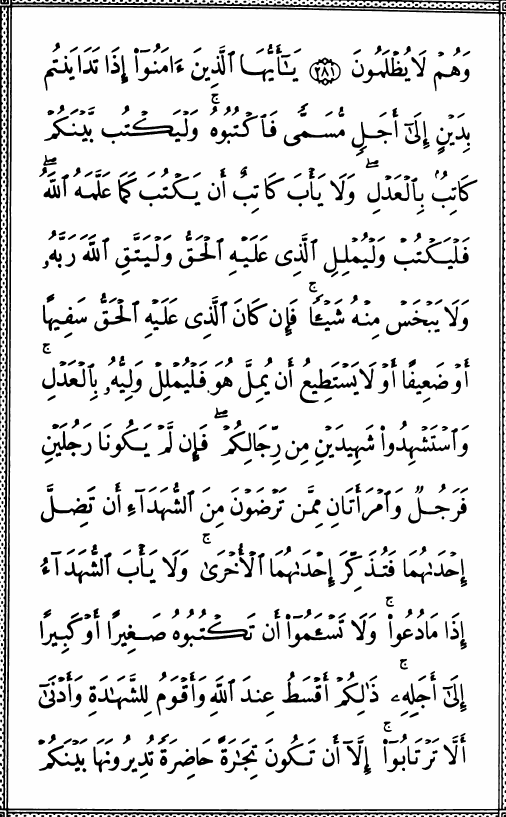 وَهُمْ لَا يُظْلَمُونَ ﴿٢٨١﴾ يَـٰٓأَيُّهَا ٱلَّذِينَ ءَامَنُوٓا۟ إِذَا تَدَايَنتُم
بِدَيْنٍ إِلَىٰٓ أَجَلٍ مُّسَمًّى فَٱكْتُبُوهُ ۚ وَلْيَكْتُب بَّيْنَكُمْ
كَاتِبٌۢ بِٱلْعَدْلِ ۖ وَلَا يَأْبَ كَاتِبٌ أَن يَكْتُبَ كَمَا عَلَّمَهُ ٱللَّهُ ۖ
فَلْيَكْتُبْ وَلْيُمْلِلِ ٱلَّذِى عَلَيْهِ ٱلْحَقُّ وَلْيَتَّقِ ٱللَّهَ رَبَّهُۥ
وَلَا يَبْخَسْ مِنْهُ شَيْـًٔا ۚ فَإِن كَانَ ٱلَّذِى عَلَيْهِ ٱلْحَقُّ سَفِيهًا
أَوْ ضَعِيفًا أَوْ لَا يَسْتَطِيعُ أَن يُمِلَّ هُوَ فَلْيُمْلِلْ وَلِيُّهُۥ بِٱلْعَدْلِ ۚ
وَٱسْتَشْهِدُوا۟ شَهِيدَيْنِ مِن رِّجَالِكُمْ ۖ فَإِن لَّمْ يَكُونَا رَجُلَيْنِ
فَرَجُلٌ وَٱمْرَأَتَانِ مِمَّن تَرْضَوْنَ مِنَ ٱلشُّهَدَآءِ أَن تَضِلَّ
إِحْدَىٰهُمَا فَتُذَكِّرَ إِحْدَىٰهُمَا ٱلْأُخْرَىٰ ۚ وَلَا يَأْبَ ٱلشُّهَدَآءُ
إِذَا مَا دُعُوا۟ ۚ وَلَا تَسْـَٔمُوٓا۟ أَن تَكْتُبُوهُ صَغِيرًا أَوْ كَبِيرًا
إِلَىٰٓ أَجَلِهِۦ ۚ ذَٰلِكُمْ أَقْسَطُ عِندَ ٱللَّهِ وَأَقْوَمُ لِلشَّهَـٰدَةِ وَأَدْنَىٰٓ
أَلَّا تَرْتَابُوٓا۟ ۖ إِلَّآ أَن تَكُونَ تِجَـٰرَةً حَاضِرَةً تُدِيرُونَهَا بَيْنَكُمْ